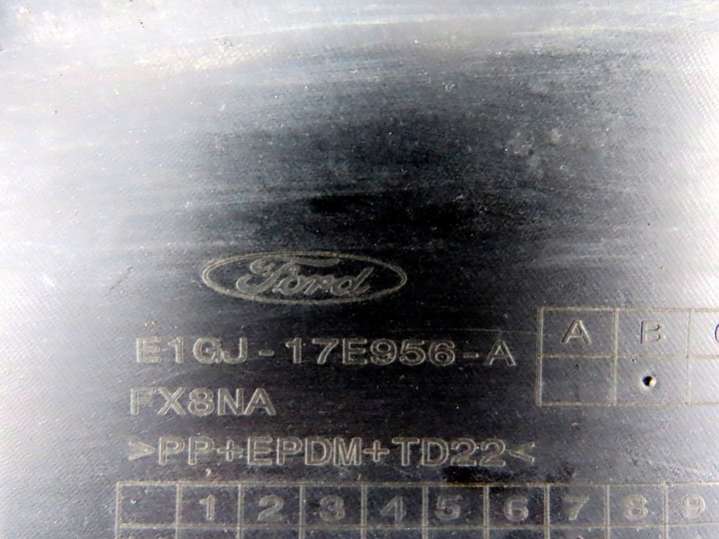 Ford
E1GJ-17E956-A
A B
FX8NA
>PP+EPDM+TD22<
1 2 3 4 5 6 7 8 9